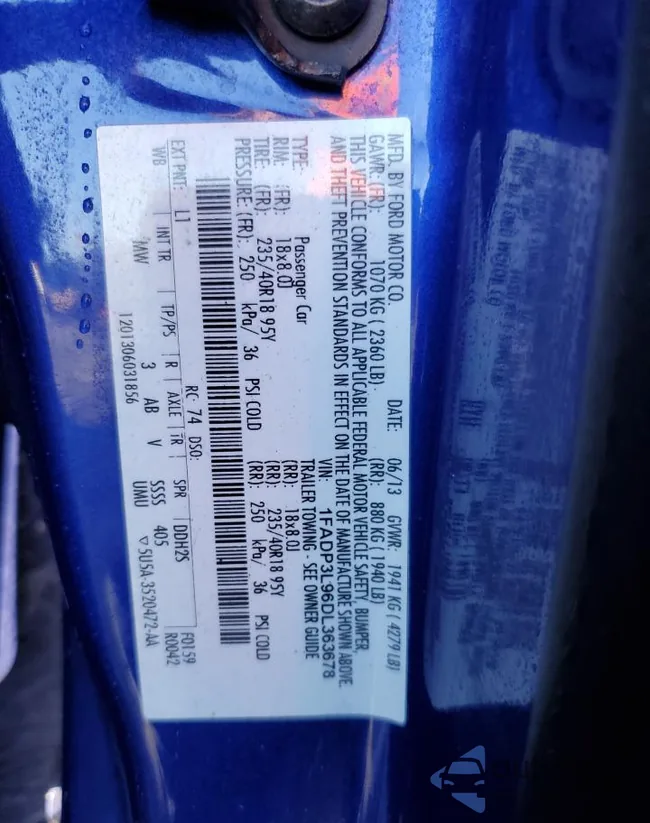 MFD. BY FORD MOTOR CO. DATE: 06/13 GVWR: 1941 KG ( 4279 LB)
GAWR: (FR): 1070 KG ( 2360 LB). (RR): 880 KG ( 1940 LB)
THIS VEHICLE CONFORMS TO ALL APPLICABLE FEDERAL MOTOR VEHICLE SAFETY, BUMPER,
AND THEFT PREVENTION STANDARDS IN EFFECT ON THE DATE OF MANUFACTURE SHOWN ABOVE.
VIN: 1FADP3L96DL363678
TYPE: Passenger Car TRAILER TOWING - SEE OWNER GUIDE
RIM: (FR): 18x8.0J (RR): 18x8.0J
TIRE: (FR): 235/40R18 95Y (RR): 235/40R18 95Y
PRESSURE: (FR): 250 kPa/ 36 PSI COLD (RR): 250 kPa/ 36 PSI COLD
RC: 74 DSO: F0159
EXT PNT: L1 R0042
WB INT TR TP/PS R AXLE TR SPR DDH2S
MW 3 AB V SSSS 405
1201306031856 UMU ▽5U5A-3520472-AA